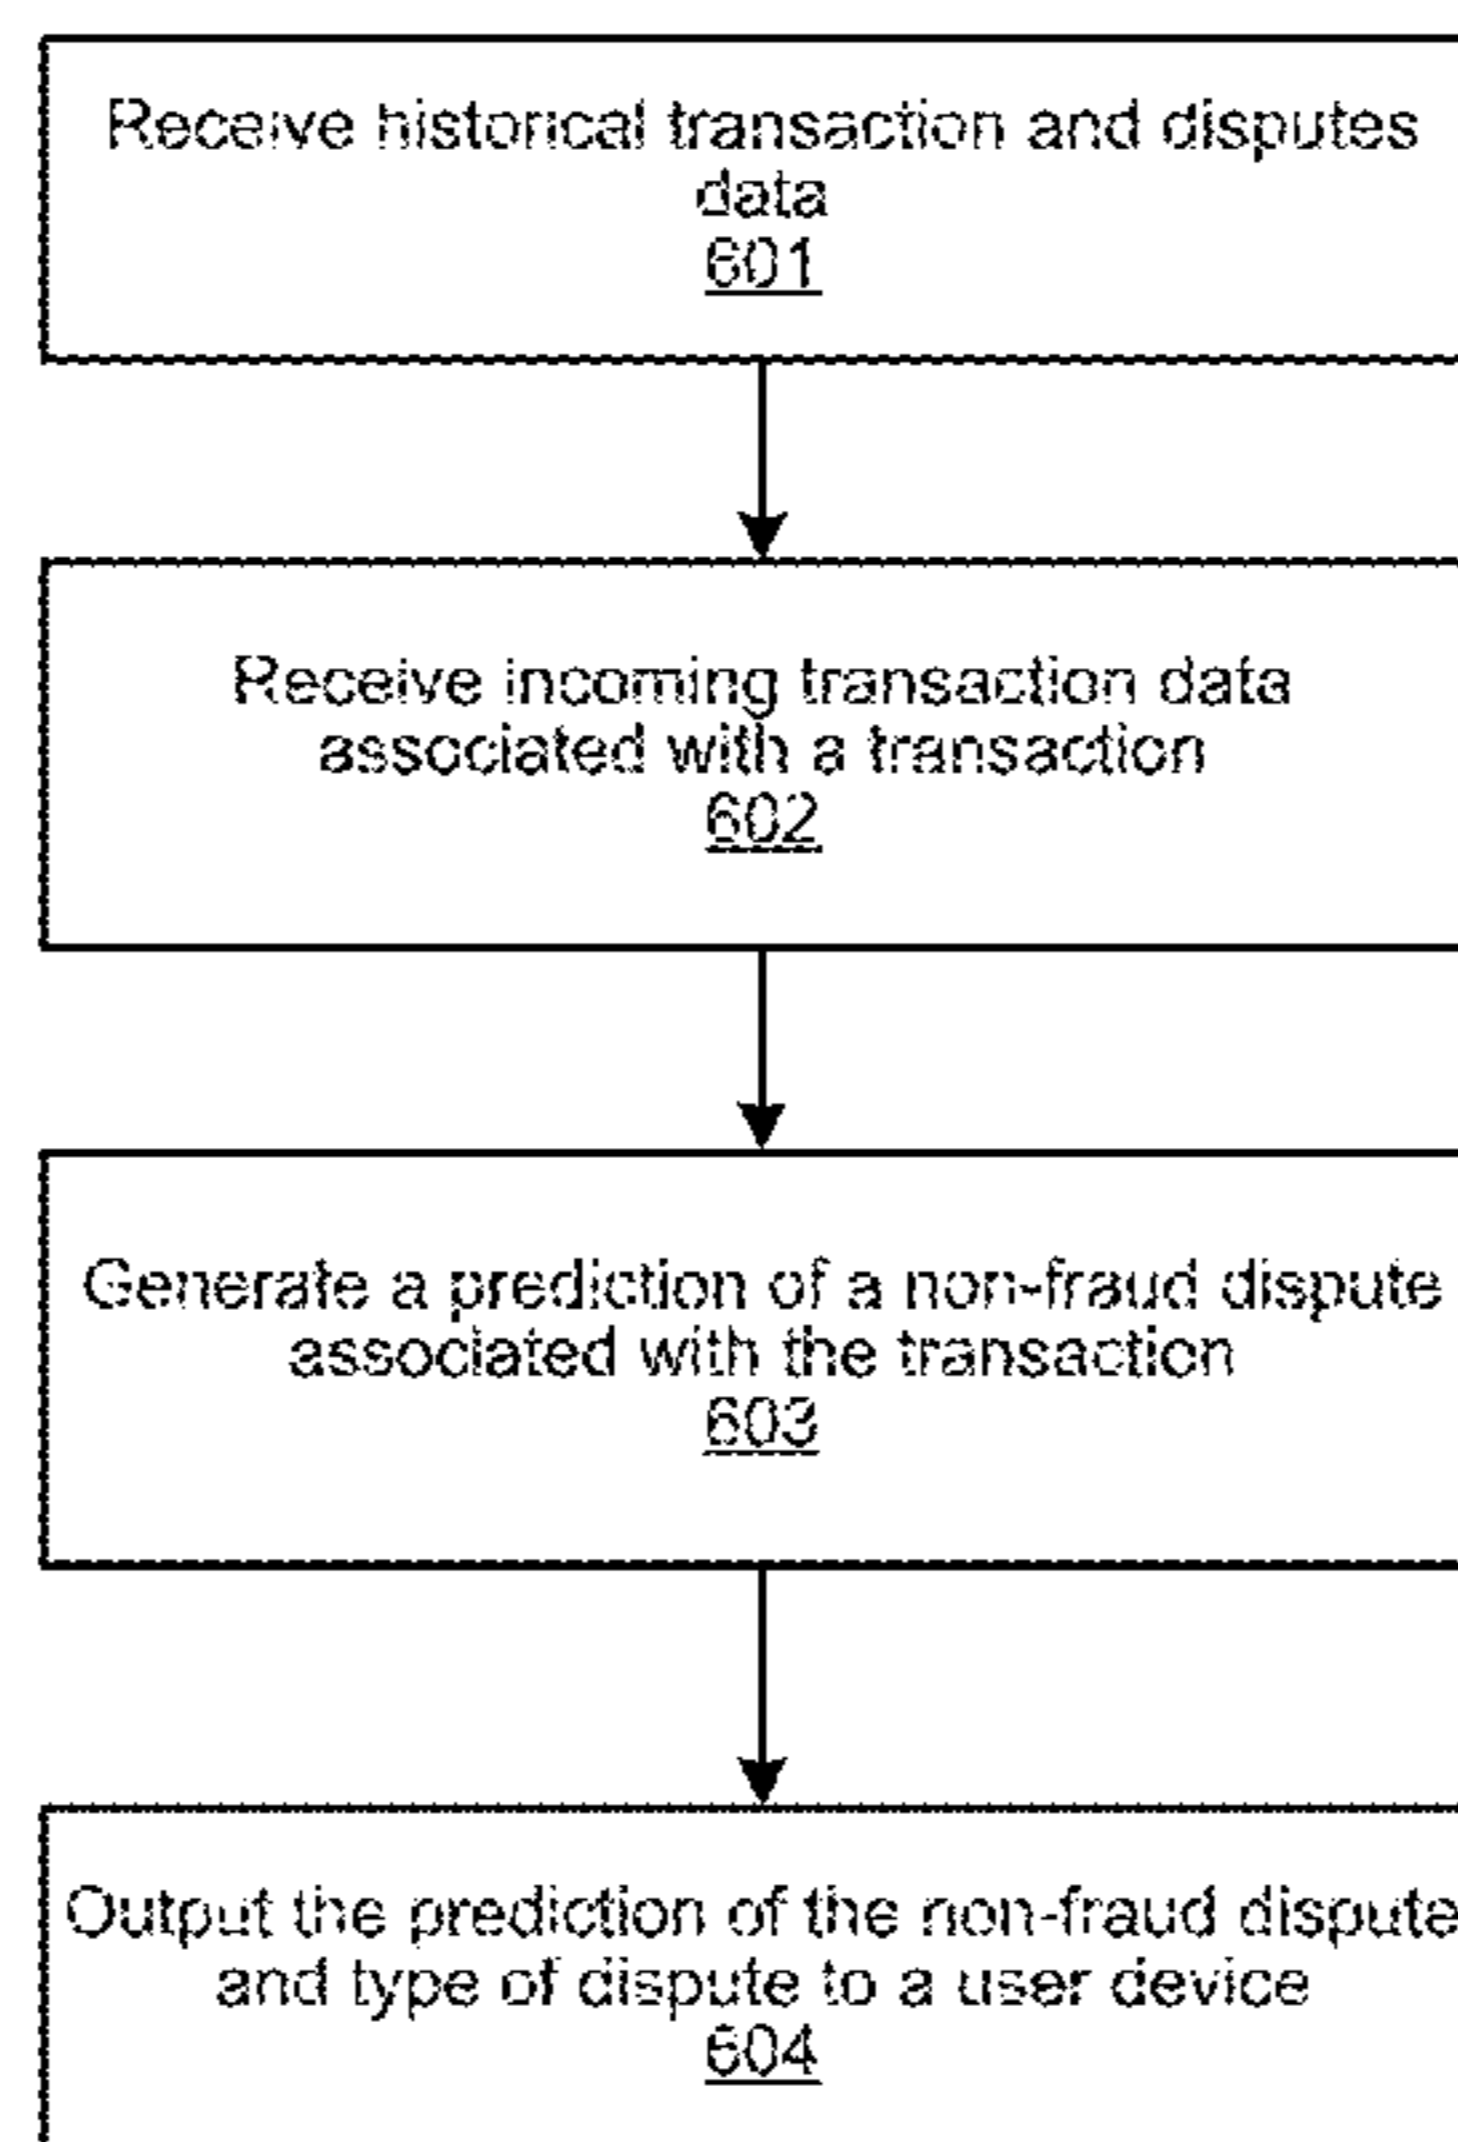 Receive historical transaction and disputes
data
601
Receive incoming transaction data
associated with a transaction
602
Generate a prediction of a non-fraud dispute
associated with the transaction
603
Output the prediction of the non-fraud dispute
and type of dispute to a user device
604